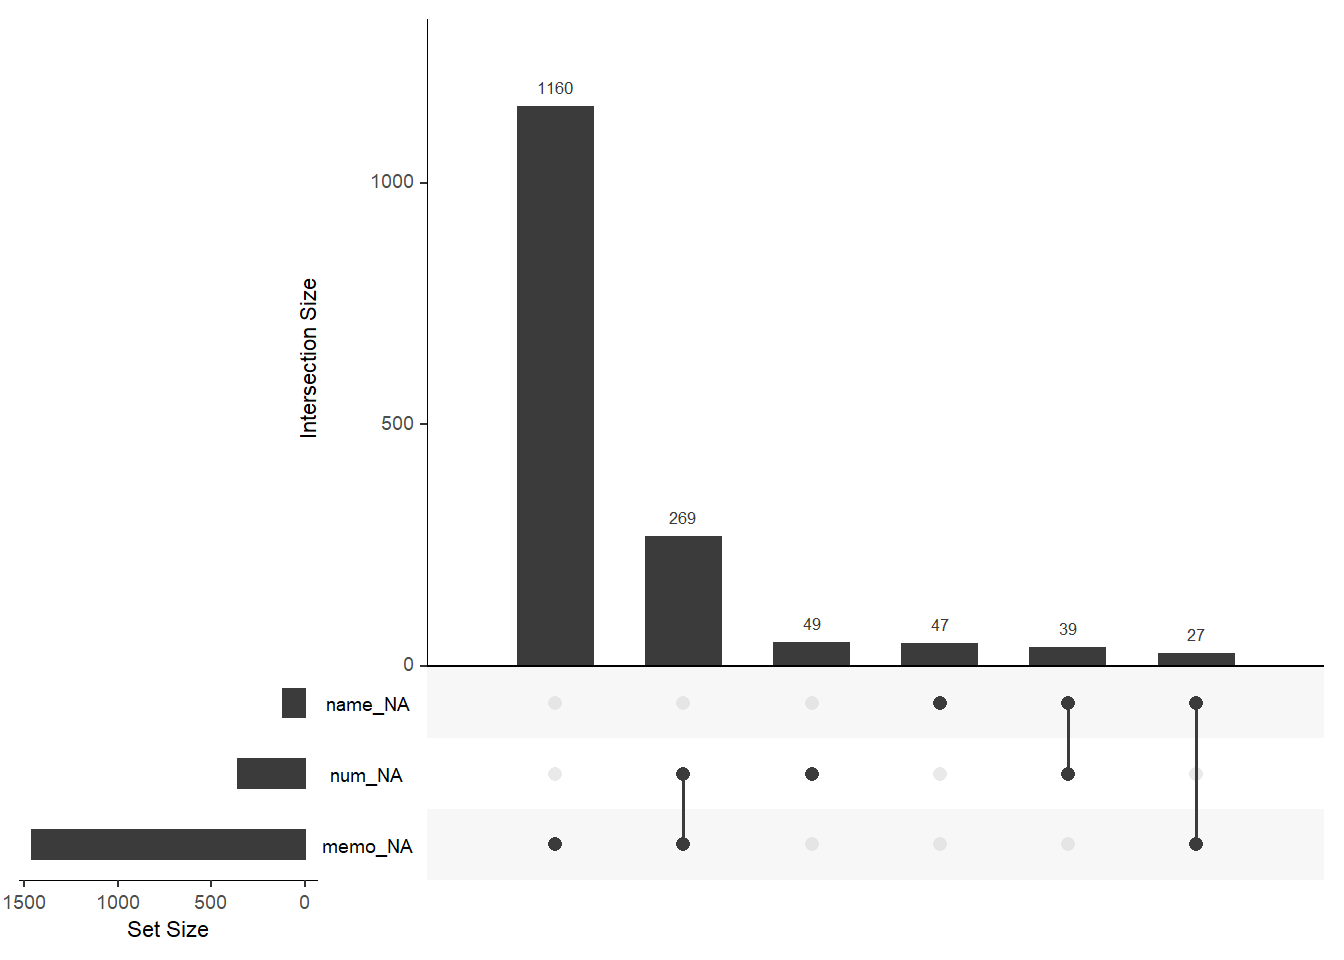 1160
1000
Intersection Size
500
269
49
47
39
27
0
name_NA
num_NA
memo_NA
1500 1000 500 0
Set Size